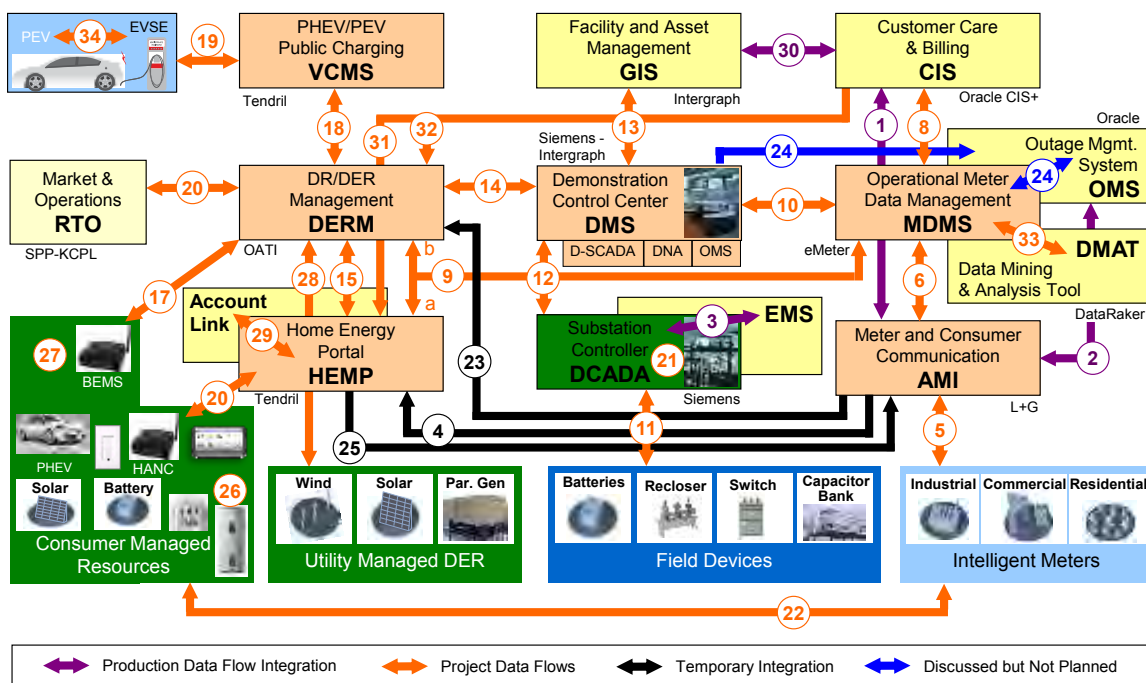 PEV
34
EVSE
19
PHEV/PEV
Public Charging
VCMS
Tendril
Facility and Asset
Management
GIS
Intergraph
30
Customer Care
& Billing
CIS
Oracle CIS+
18
31
32
13
1
8
Siemens -
Intergraph
24
Oracle
Outage Mgmt.
System
OMS
24
Market &
Operations
RTO
SPP-KCPL
20
DR/DER
Management
DERM
OATI
14
Demonstration
Control Center
DMS
D-SCADA
DNA
OMS
10
Operational Meter
Data Management
MDMS
eMeter
33
DMAT
Data Mining
& Analysis Tool
DataRaker
17
28
15
b
9
a
12
6
Account
Link
29
Home Energy
Portal
HEMP
Tendril
23
Substation
Controller
DCADA
21
3
EMS
Siemens
Meter and Consumer
Communication
AMI
L+G
2
27
BEMS
20
PHEV
HANC
Solar
Battery
26
Consumer Managed
Resources
25
4
11
5
Wind
Solar
Par. Gen
Utility Managed DER
Batteries
Recloser
Switch
Capacitor
Bank
Field Devices
Industrial
Commercial
Residential
Intelligent Meters
22
Production Data Flow Integration
Project Data Flows
Temporary Integration
Discussed but Not Planned